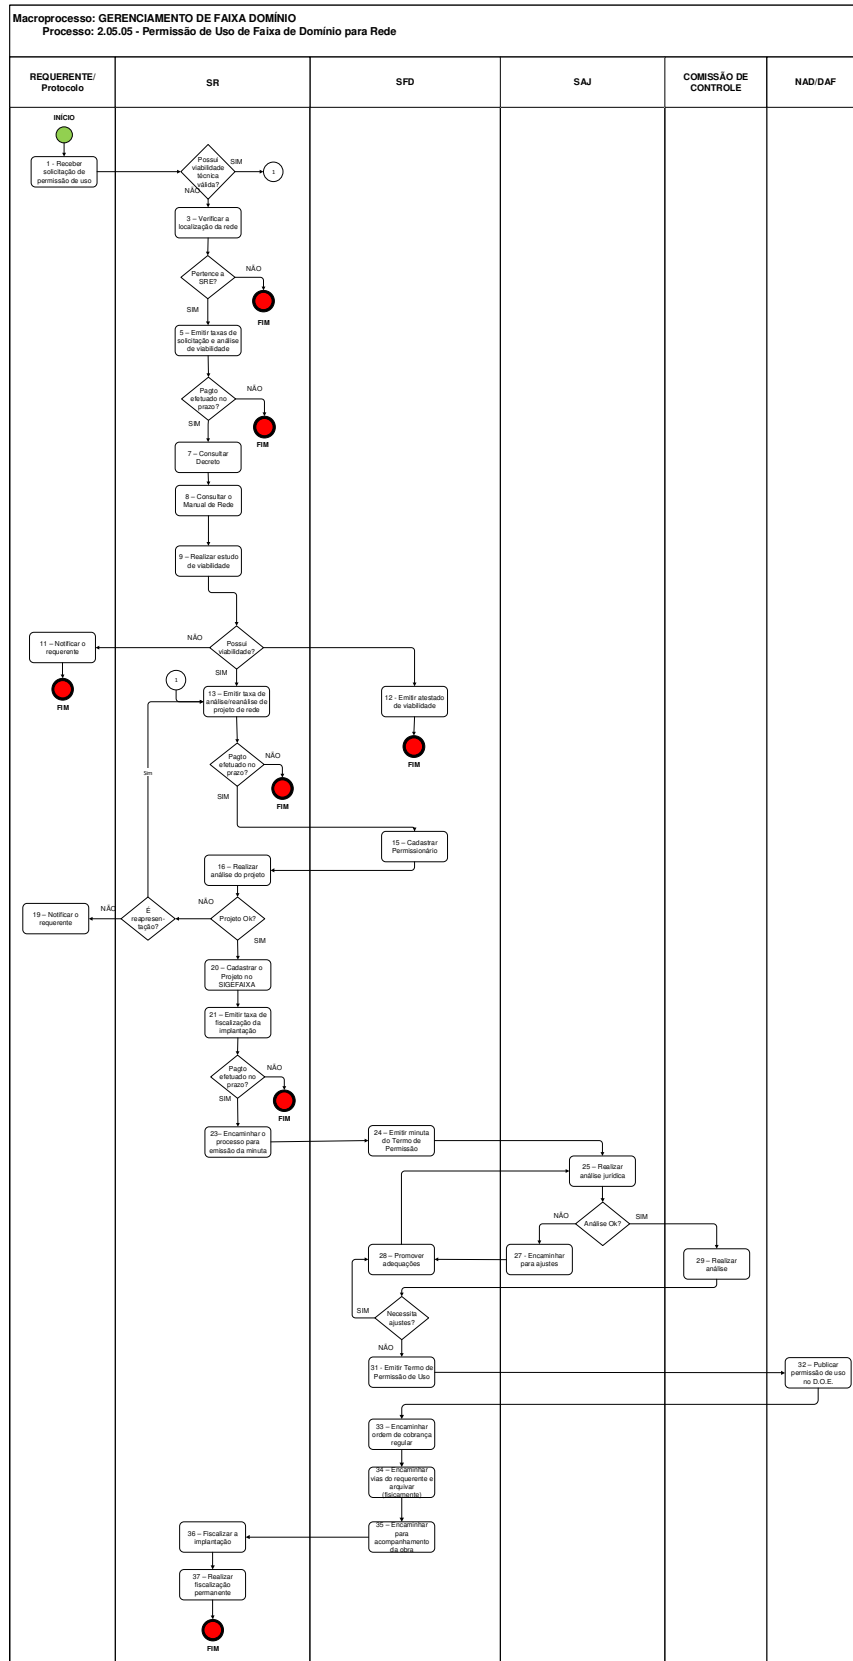 Macroprocesso: GERENCIAMENTO DE FAIXA DOMÍNIO
Processo: 2.05.05 - Permissão de Uso de Faixa de Domínio para Rede
REQUERENTE/
Protocolo
SR
SFD
SAJ
COMISSÃO DE
CONTROLE
NAD/DAF
INÍCIO
1 - Receber
solicitação de
permissão de uso
Possui
viabilidade
técnica
válida?
SIM
1
NÃO
3 – Verificar a
localização da rede
Pertence a
SRE?
NÃO
FIM
SIM
5 – Emitir taxas de
solicitação e análise
de viabilidade
Pagto
efetuado no
prazo?
NÃO
FIM
SIM
7 – Consultar
Decreto
8 – Consultar o
Manual de Rede
9 – Realizar estudo
de viabilidade
Possui
viabilidade?
NÃO
11 – Notificar o
requerente
FIM
SIM
1
13 – Emitir taxa de
análise/reanálise de
projeto de rede
12 - Emitir atestado
de viabilidade
FIM
Pagto
efetuado no
prazo?
NÃO
FIM
SIM
Sim
15 – Cadastrar
Permissionário
16 – Realizar
análise do projeto
Projeto Ok?
NÃO
É
reapresen-
tação?
NÃO
19 – Notificar o
requerente
SIM
20 – Cadastrar o
Projeto no
SIGEFAIXA
21 – Emitir taxa de
fiscalização da
implantação
Pagto
efetuado no
prazo?
NÃO
FIM
SIM
23– Encaminhar o
processo para
emissão da minuta
24 – Emitir minuta
do Termo de
Permissão
25 – Realizar
análise jurídica
Análise Ok?
NÃO
SIM
27 - Encaminhar
para ajustes
28 – Promover
adequações
29 – Realizar
análise
Necessita
ajustes?
SIM
NÃO
31 - Emitir Termo de
Permissão de Uso
32 – Publicar
permissão de uso
no D.O.E.
33 – Encaminhar
ordem de cobrança
regular
34 – Encaminhar
vias do requerente e
arquivar
(fisicamente)
35 – Encaminhar
para
acompanhamento
da obra
36 – Fiscalizar a
implantação
37 – Realizar
fiscalização
permanente
FIM